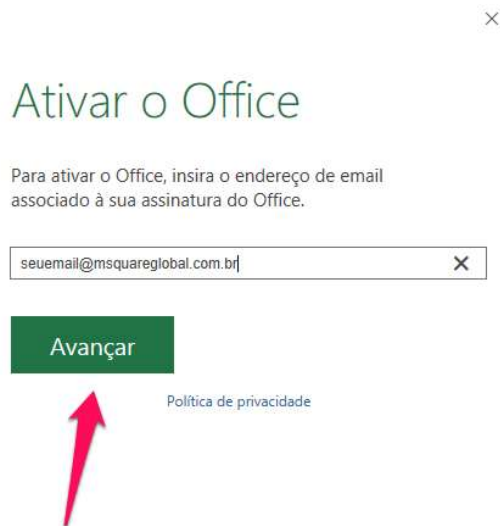 Ativar o Office
Para ativar o Office, insira o endereço de email
associado à sua assinatura do Office.
seuemail@msquareglobal.com.br
Avançar
Política de privacidade